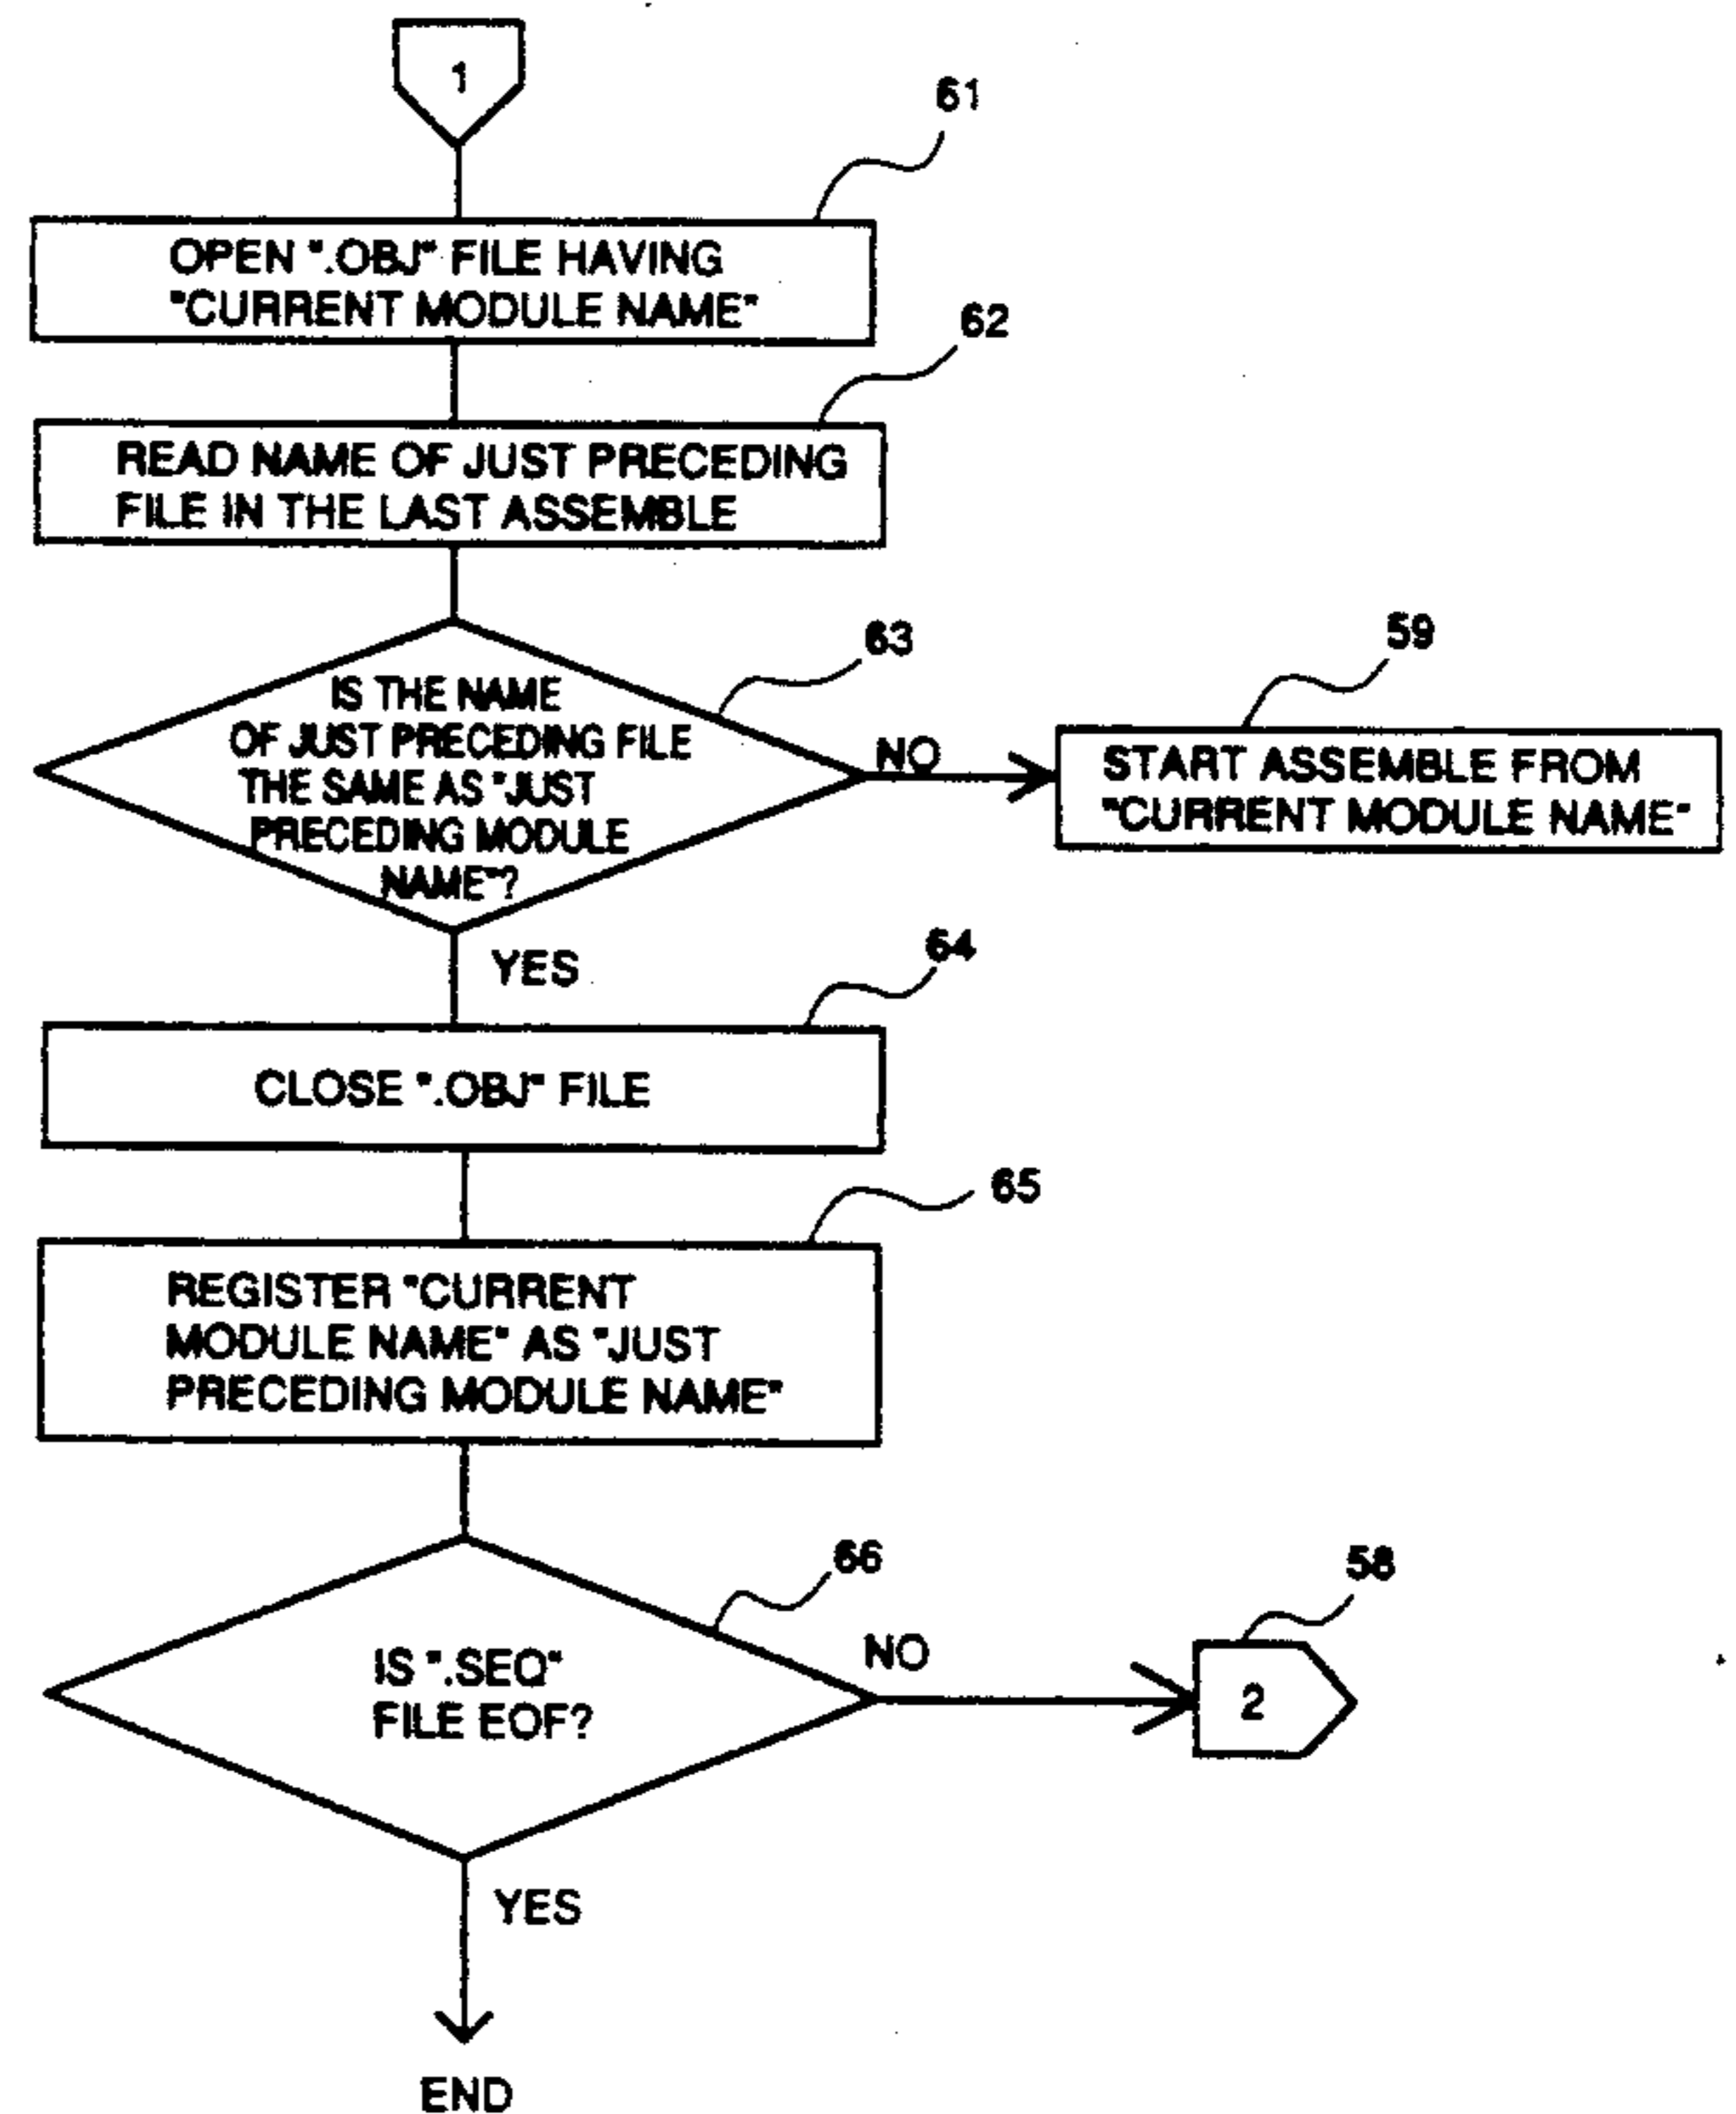 1
61
OPEN ".OBJ" FILE HAVING
"CURRENT MODULE NAME"
62
READ NAME OF JUST PRECEDING
FILE IN THE LAST ASSEMBLE
63
IS THE NAME
OF JUST PRECEDING FILE
THE SAME AS "JUST
PRECEDING MODULE
NAME"?
NO
59
START ASSEMBLE FROM
"CURRENT MODULE NAME"
YES
64
CLOSE ".OBJ" FILE
65
REGISTER "CURRENT
MODULE NAME" AS "JUST
PRECEDING MODULE NAME"
66
IS ".SEQ"
FILE EOF?
NO
58
2
YES
END